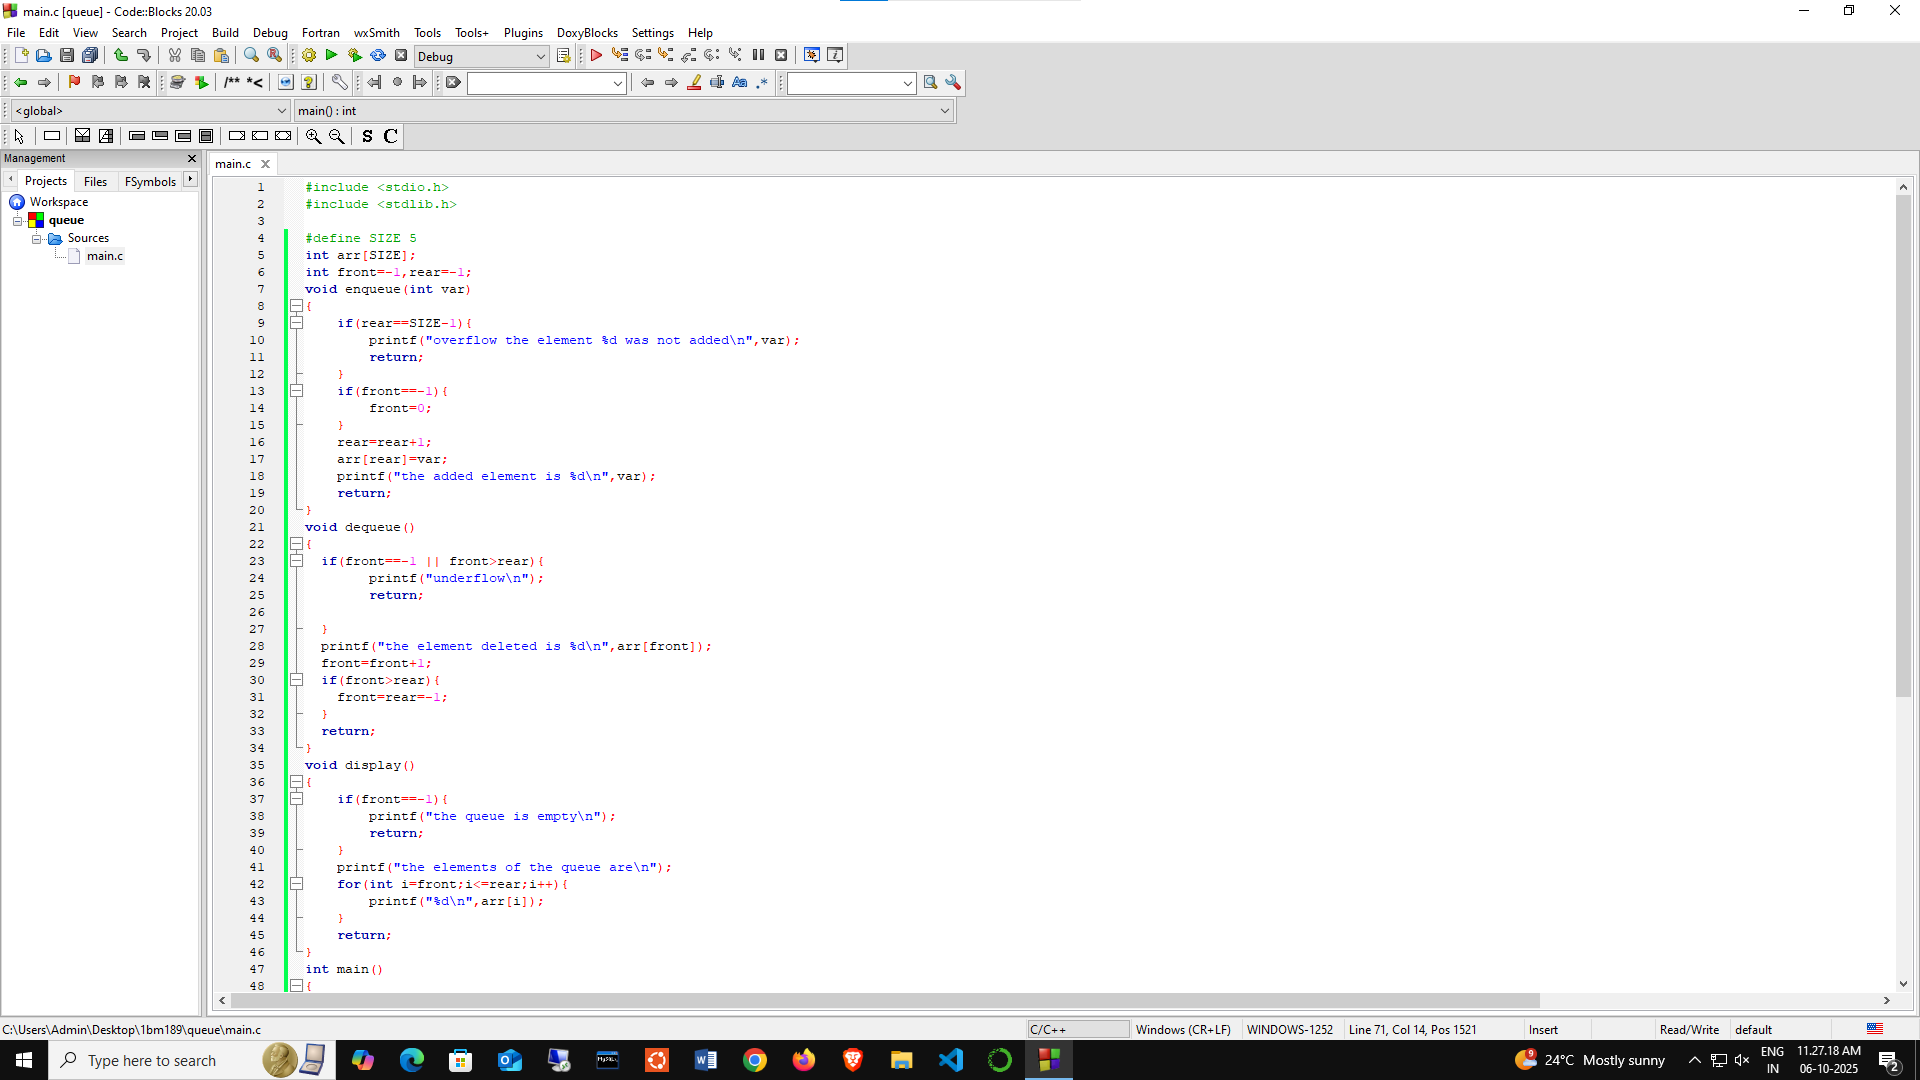 main.c [queue] - Code::Blocks 20.03
File Edit View Search Project Build Debug Fortran wxSmith Tools Tools+ Plugins DoxyBlocks Settings Help
Debug
/** *<
<global>
main() : int
S C
Management
main.c
Projects Files FSymbols
Workspace
queue
Sources
main.c
1 #include <stdio.h>
2 #include <stdlib.h>
3
4 #define SIZE 5
5 int arr[SIZE];
6 int front=-1,rear=-1;
7 void enqueue(int var)
8 {
9     if(rear==SIZE-1){
10         printf("overflow the element %d was not added\n",var);
11         return;
12     }
13     if(front==-1){
14         front=0;
15     }
16     rear=rear+1;
17     arr[rear]=var;
18     printf("the added element is %d\n",var);
19     return;
20 }
21 void dequeue()
22 {
23   if(front==-1 || front>rear){
24         printf("underflow\n");
25         return;
26
27   }
28   printf("the element deleted is %d\n",arr[front]);
29   front=front+1;
30   if(front>rear){
31     front=rear=-1;
32   }
33   return;
34 }
35 void display()
36 {
37     if(front==-1){
38         printf("the queue is empty\n");
39         return;
40     }
41     printf("the elements of the queue are\n");
42     for(int i=front;i<=rear;i++){
43         printf("%d\n",arr[i]);
44     }
45     return;
46 }
47 int main()
48 {
C:\Users\Admin\Desktop\1bm189\queue\main.c C/C++ Windows (CR+LF) WINDOWS-1252 Line 71, Col 14, Pos 1521 Insert Read/Write default
Type here to search
24°C Mostly sunny
ENG
IN
11.27.18 AM
06-10-2025
2